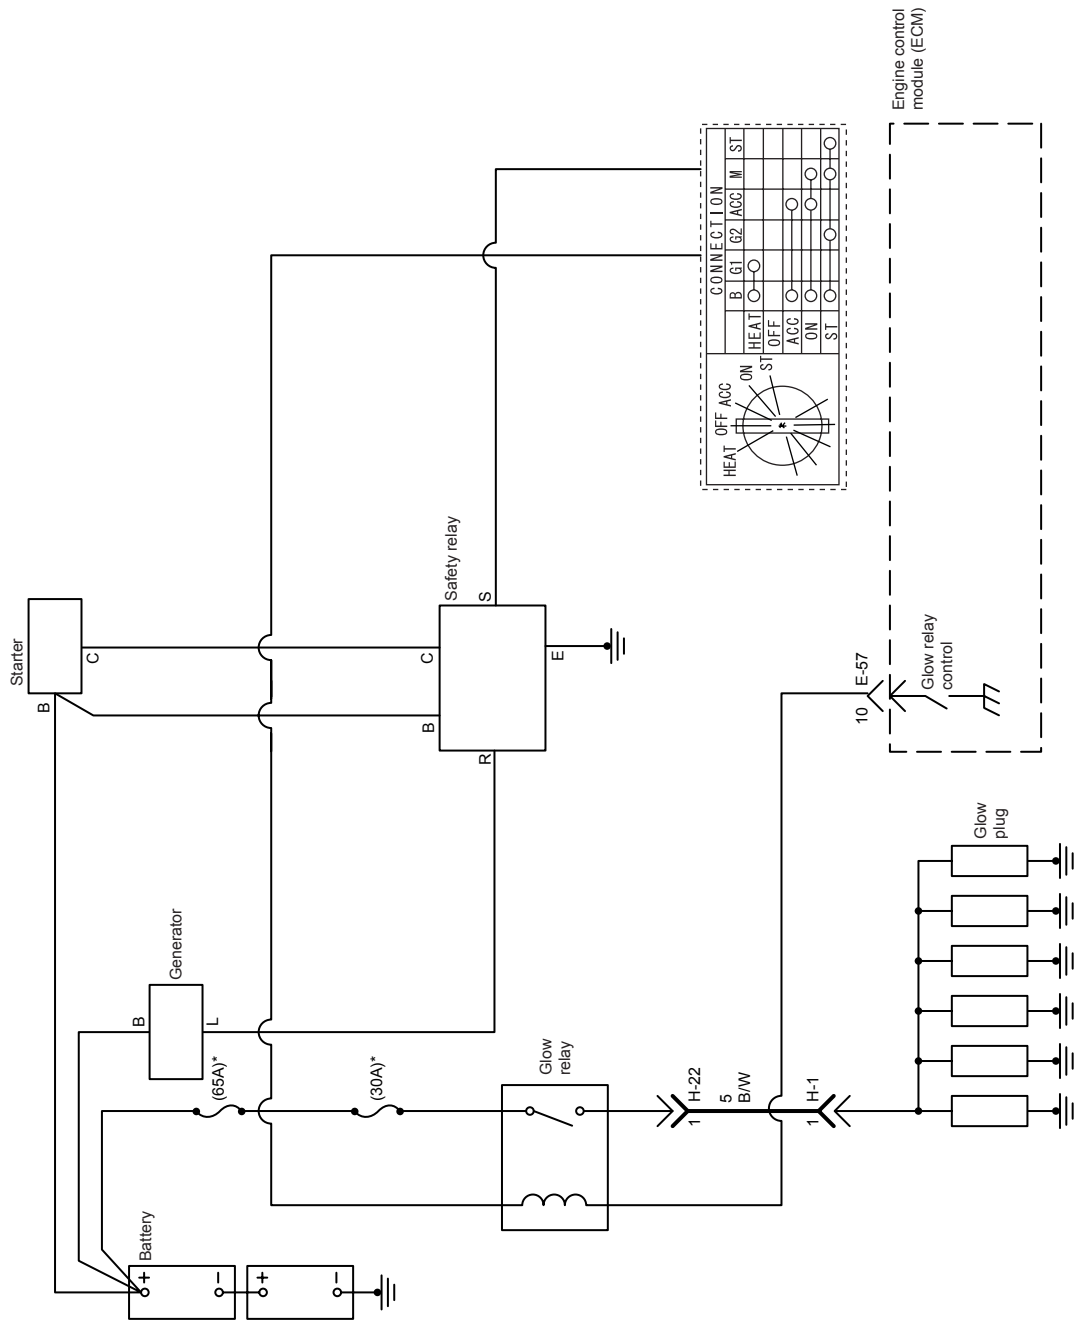 Starter
B
C
Generator
B
L
(65A)*
(30A)*
Battery
+
−
+
−
Glow
relay
Safety relay
B
C
R
S
E
H-22
1
5
B/W
H-1
1
Glow
plug
10
E-57
Glow relay
control
Engine control
module (ECM)
HEAT OFF ACC ON ST
CONNECTION
B G1 G2 ACC M ST
HEAT
OFF
ACC
ON
ST